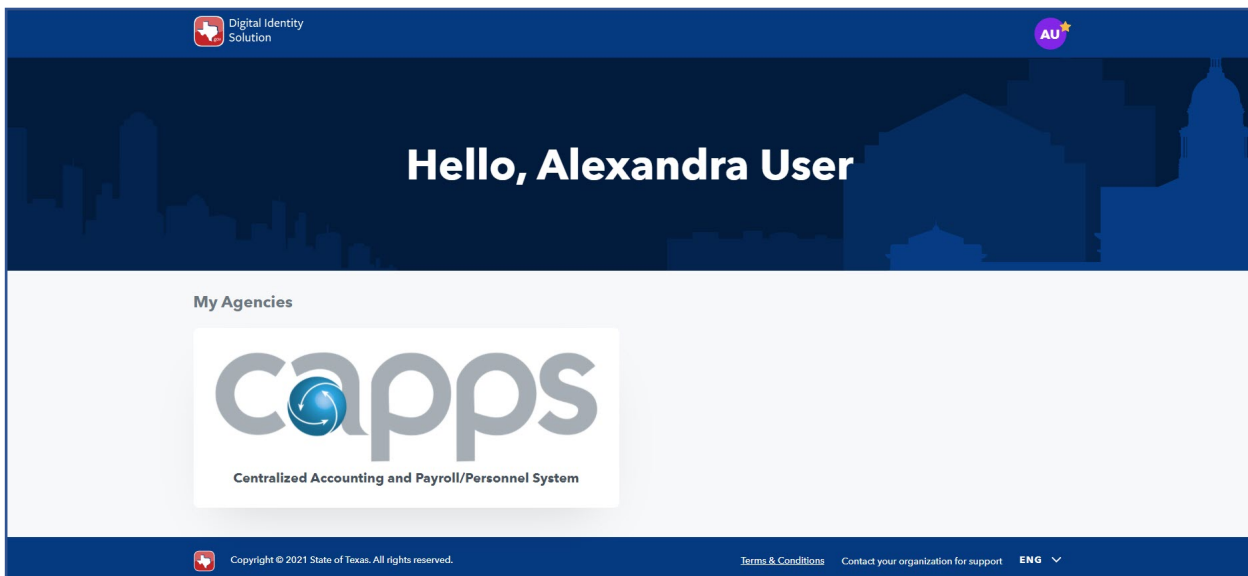 Digital Identity
Solution
AU
Hello, Alexandra User
My Agencies
capps
Centralized Accounting and Payroll/Personnel System
Copyright © 2021 State of Texas. All rights reserved.
Terms & Conditions Contact your organization for support ENG